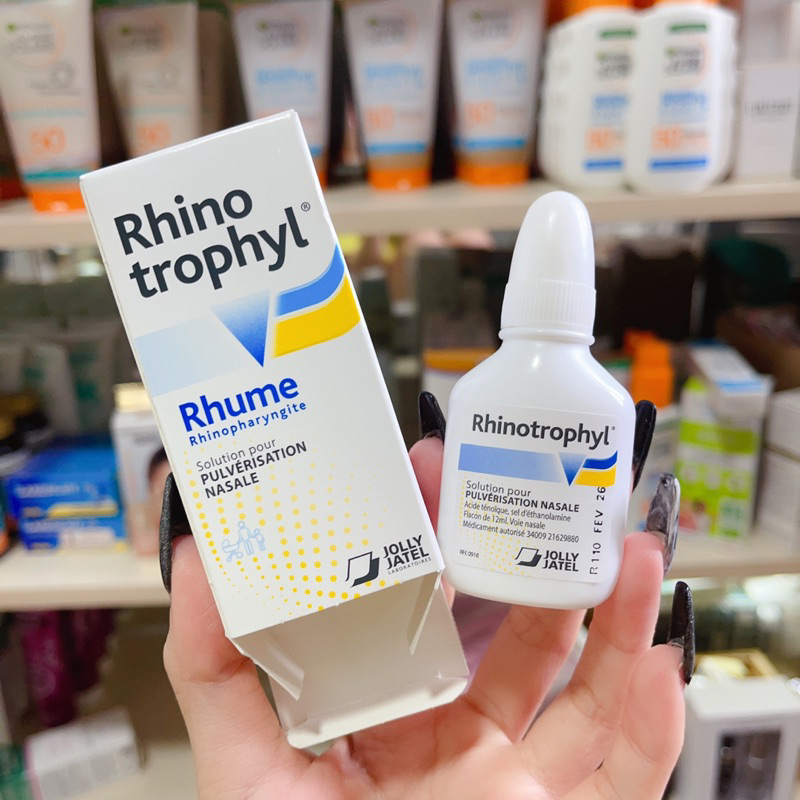 Rhino
trophyl®
Rhume
Rhinopharyngite
Solution pour
PULVÉRISATION
NASALE
JOLLY
JATEL
LABORATOIRES
Rhinotrophyl®
Solution pour
PULVÉRISATION NASALE
Acide ténoïque, sel d'éthanolamine
Flacon de 12ml. Voie nasale
Médicament autorisé 34009 21629880
JOLLY
JATEL
R110 FEV 26